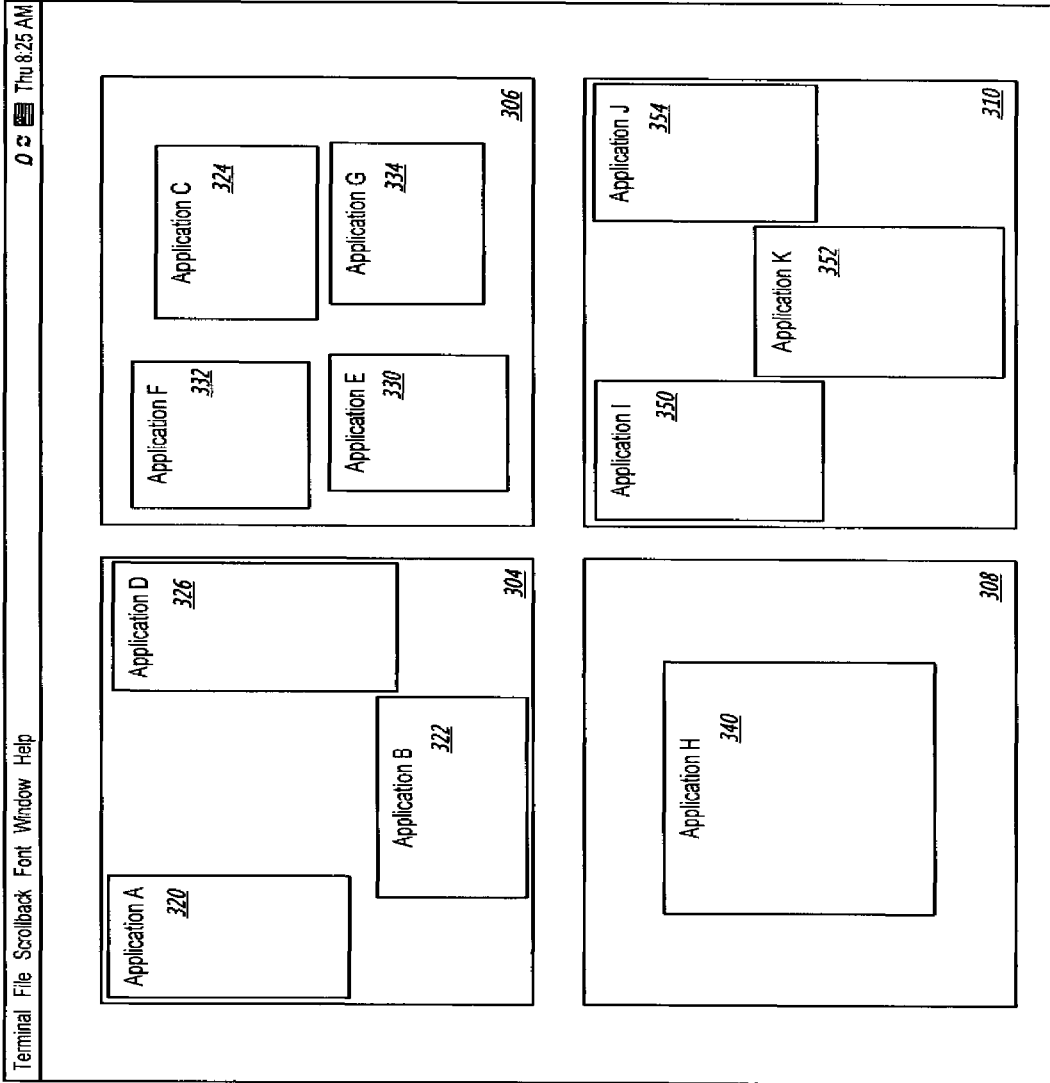 Terminal File Scrollback Font Window Help
Thu 8:25 AM
Application A
320
Application B
322
Application D
326
304
Application F
332
Application C
324
Application E
330
Application G
334
306
Application H
340
308
Application I
350
Application K
352
Application J
354
310